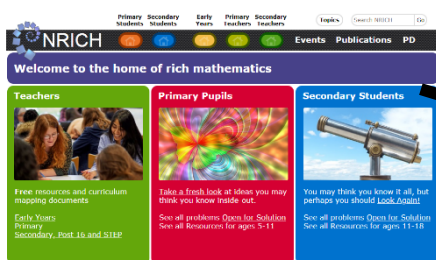 Primary Students
Secondary Students
Early Years
Primary Teachers
Secondary Teachers
Topics
Search NRICH
Go
NRICH
Events Publications PD
Welcome to the home of rich mathematics
Teachers
Free resources and curriculum
mapping documents
Early Years
Primary
Secondary, Post 16 and STEP
Primary Pupils
Take a fresh look at ideas you may
think you know inside out.
See all problems Open for Solution
See all Resources for ages 5-11
Secondary Students
You may think you know it all, but
perhaps you should Look Again!
See all problems Open for Solution
See all Resources for ages 11-18